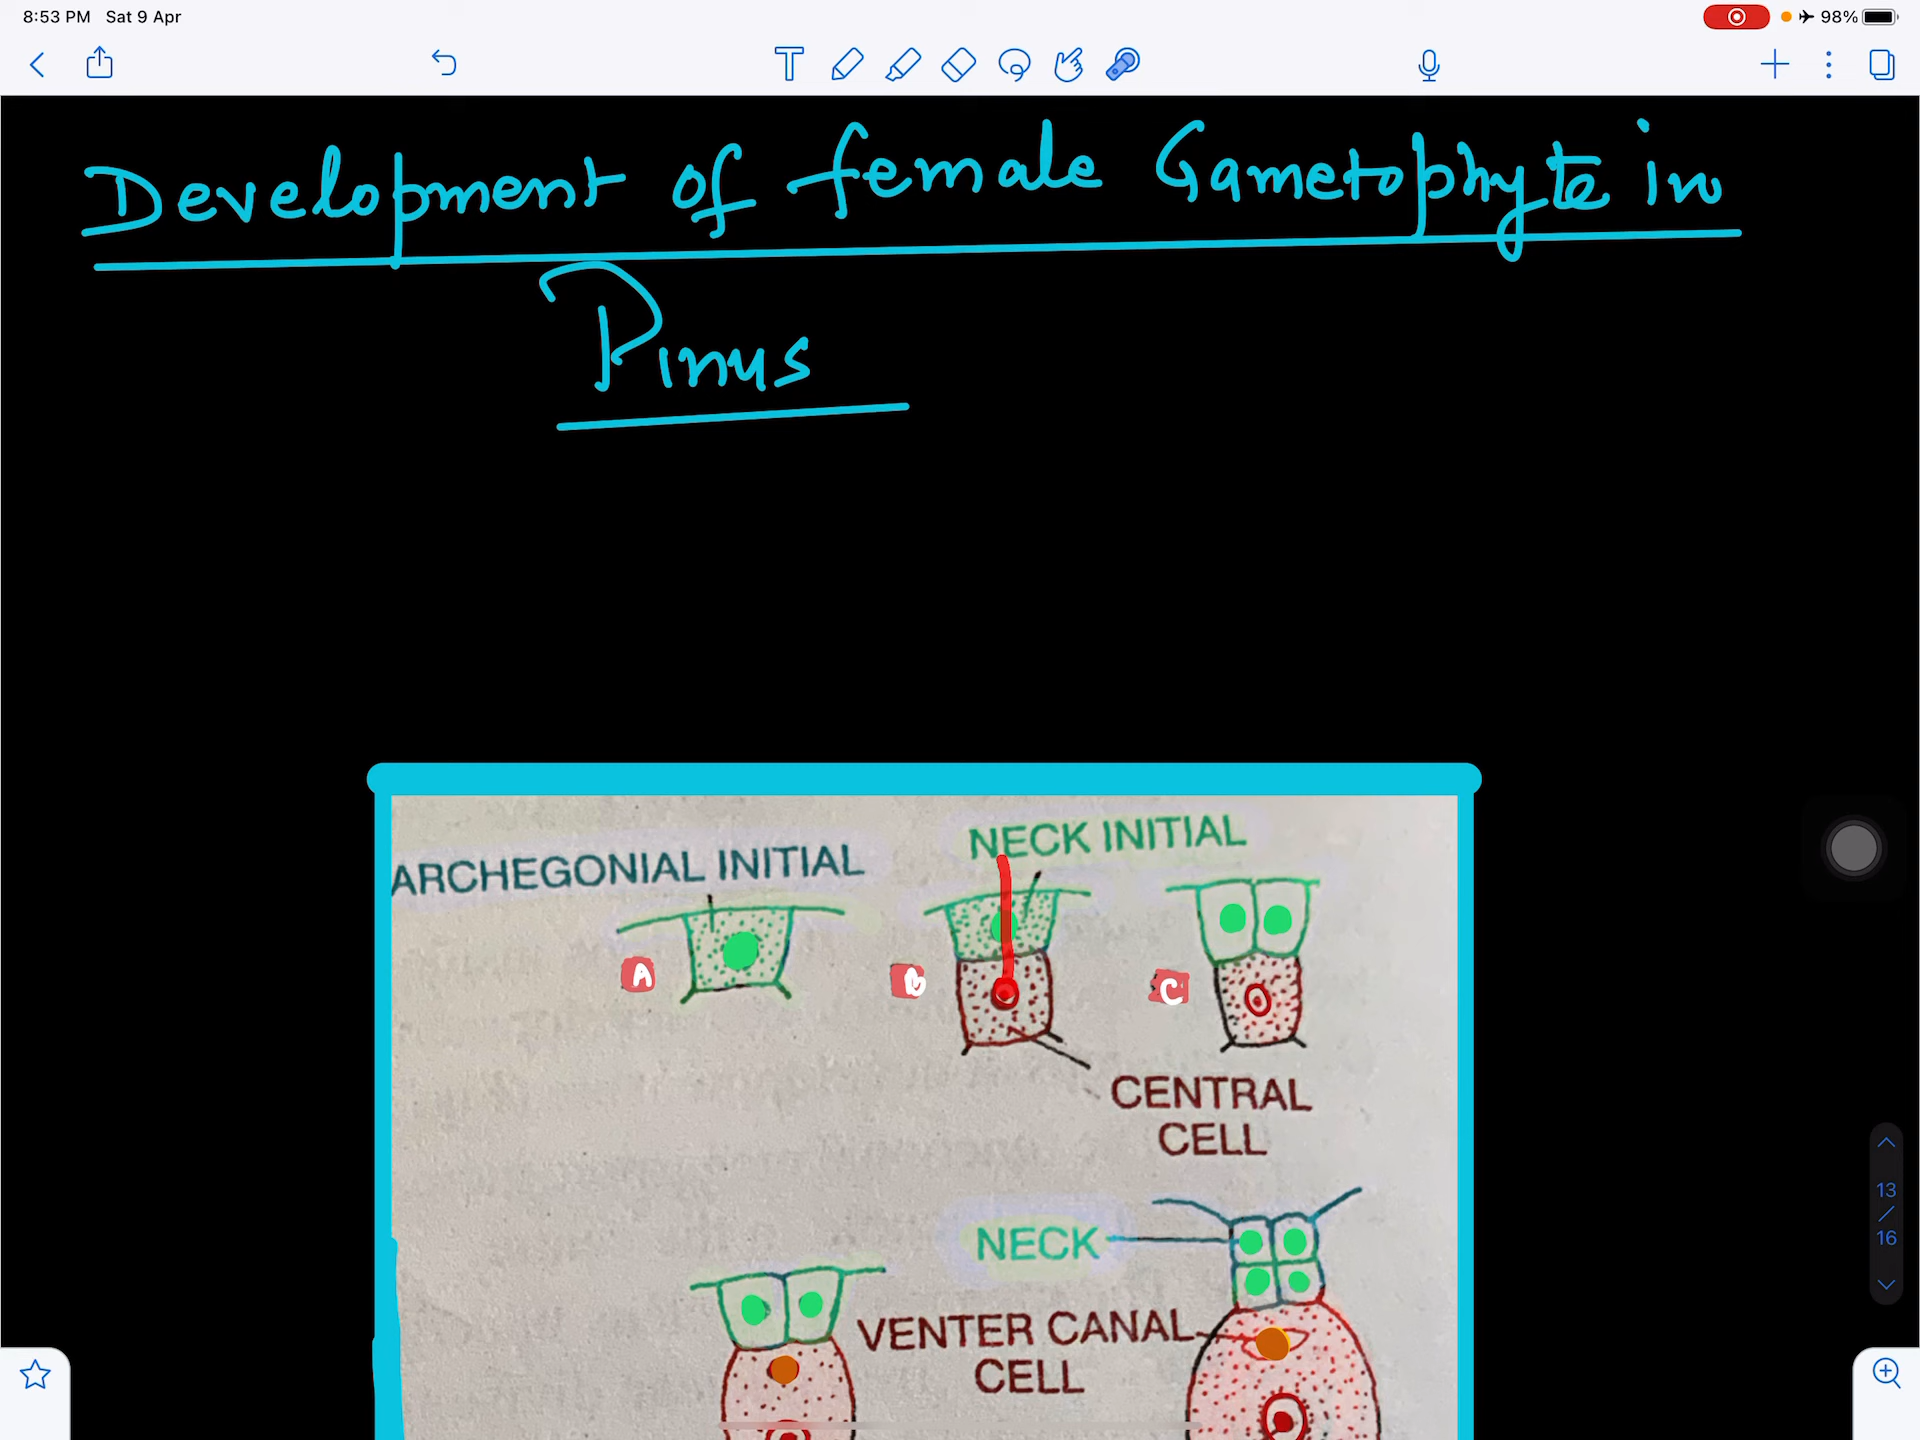 8:53 PM Sat 9 Apr
98%
Development of female Gametophyte in
Pinus
ARCHEGONIAL INITIAL
NECK INITIAL
A
B
C
CENTRAL
CELL
NECK
VENTER CANAL
CELL
13
/
16